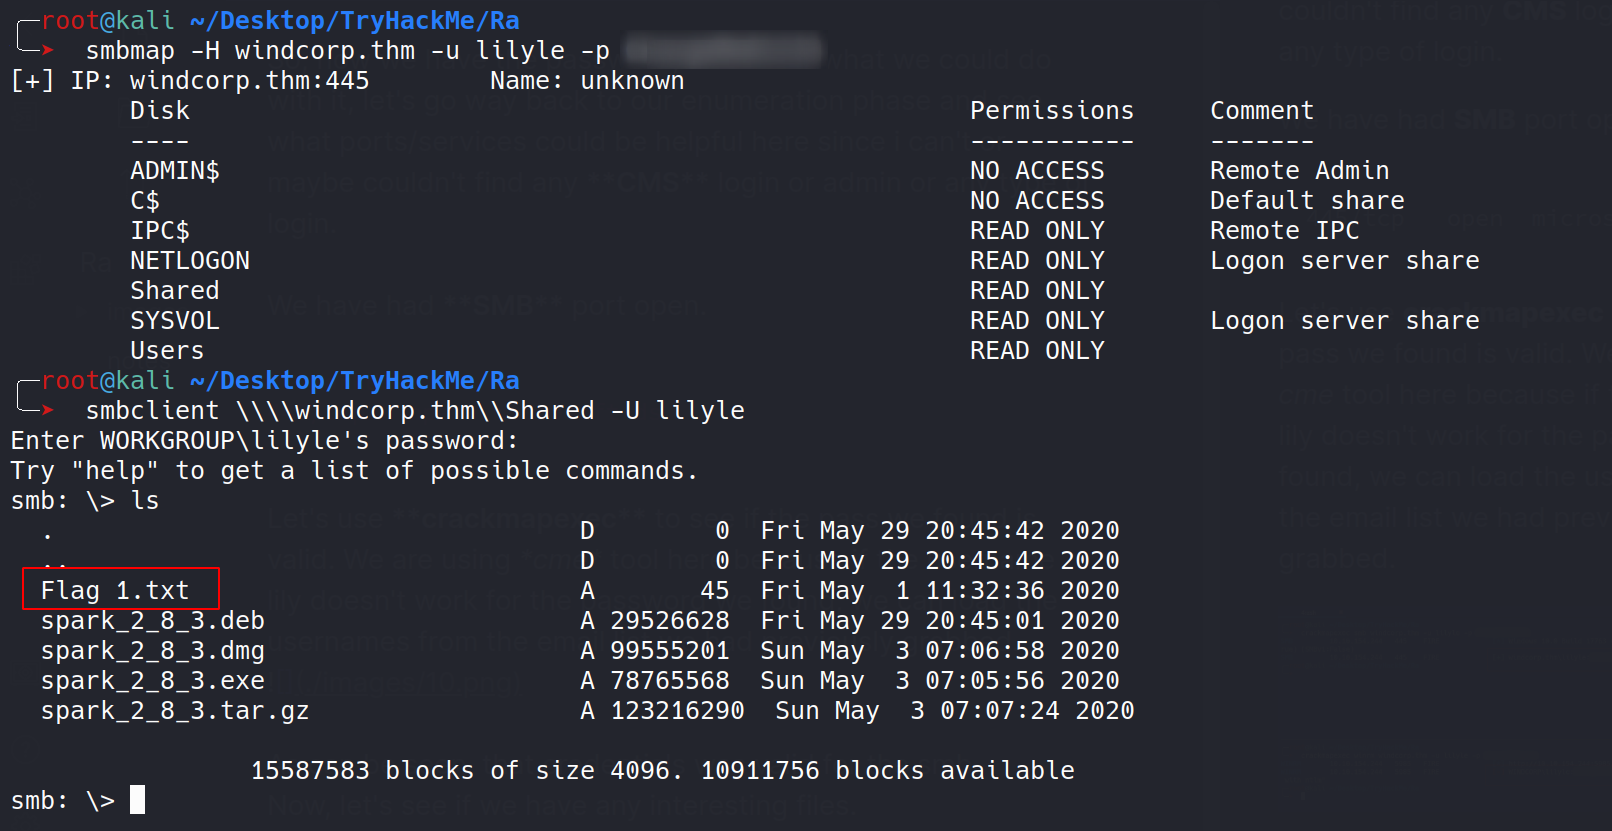 root@kali ~/Desktop/TryHackMe/Ra
smbmap -H windcorp.thm -u lilyle -p
[+] IP: windcorp.thm:445 Name: unknown
Disk Permissions Comment
---- ----------- -------
ADMIN$ NO ACCESS Remote Admin
C$ NO ACCESS Default share
IPC$ READ ONLY Remote IPC
NETLOGON READ ONLY Logon server share
Shared READ ONLY
SYSVOL READ ONLY Logon server share
Users READ ONLY
root@kali ~/Desktop/TryHackMe/Ra
smbclient \\\\windcorp.thm\\Shared -U lilyle
Enter WORKGROUP\lilyle's password:
Try "help" to get a list of possible commands.
smb: \> ls
. D 0 Fri May 29 20:45:42 2020
.. D 0 Fri May 29 20:45:42 2020
Flag 1.txt A 45 Fri May 1 11:32:36 2020
spark_2_8_3.deb A 29526628 Fri May 29 20:45:01 2020
spark_2_8_3.dmg A 99555201 Sun May 3 07:06:58 2020
spark_2_8_3.exe A 78765568 Sun May 3 07:05:56 2020
spark_2_8_3.tar.gz A 123216290 Sun May 3 07:07:24 2020
15587583 blocks of size 4096. 10911756 blocks available
smb: \>